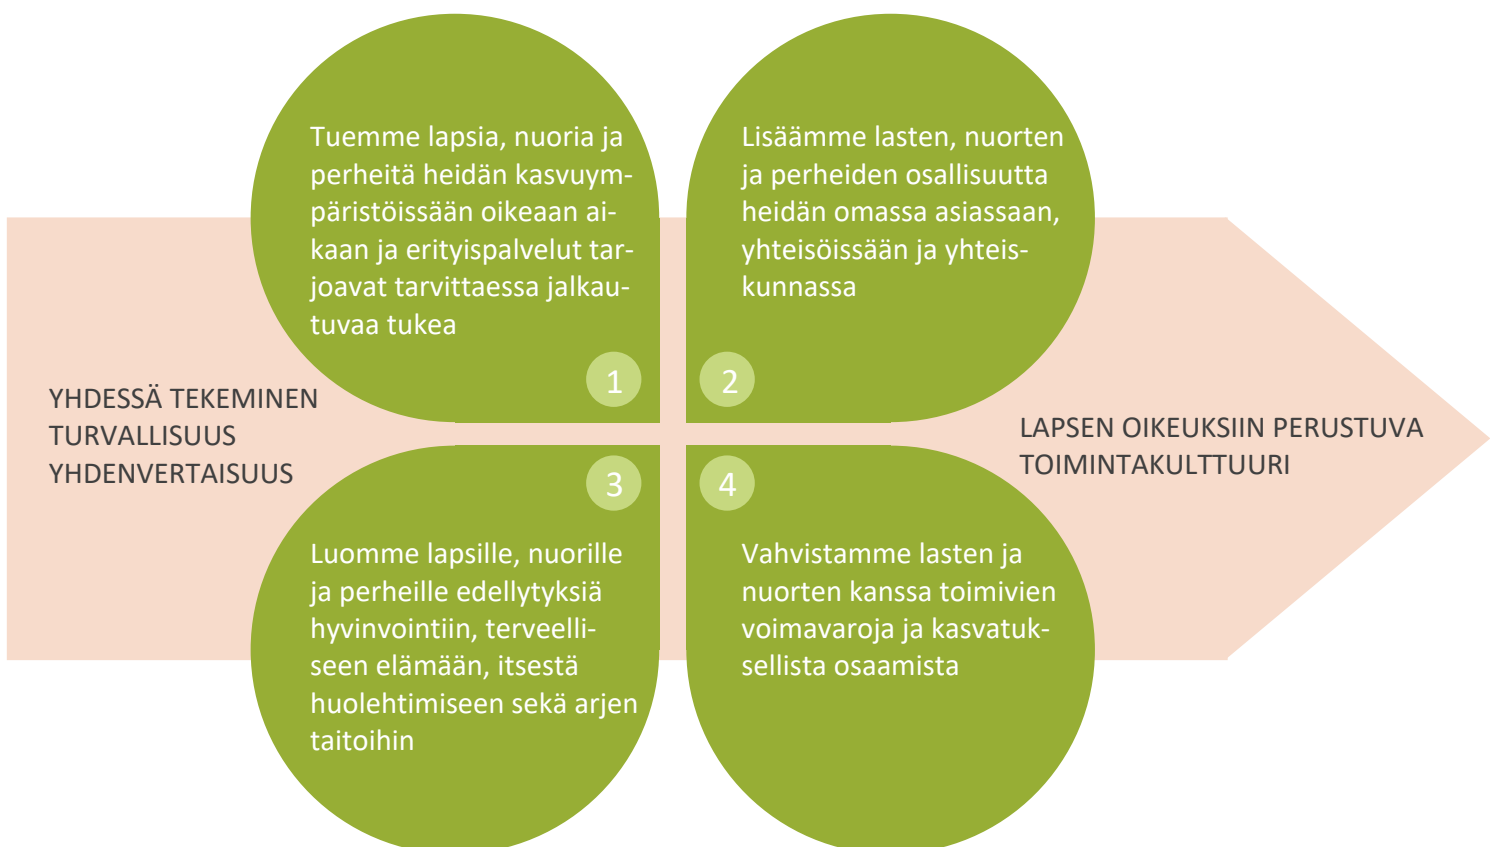 Tuemme lapsia, nuoria ja
perheitä heidän kasvuym-
päristöissään oikeaan ai-
kaan ja erityispalvelut tar-
joavat tarvittaessa jalkau-
tuvaa tukea
1
Lisäämme lasten, nuorten
ja perheiden osallisuutta
heidän omassa asiassaan,
yhteisöissään ja yhteis-
kunnassa
2
YHDESSÄ TEKEMINEN
TURVALLISUUS
YHDENVERTAISUUS
LAPSEN OIKEUKSIIN PERUSTUVA
TOIMINTAKULTTUURI
3
Luomme lapsille, nuorille
ja perheille edellytyksiä
hyvinvointiin, terveelli-
seen elämään, itsestä
huolehtimiseen sekä arjen
taitoihin
4
Vahvistamme lasten ja
nuorten kanssa toimivien
voimavaroja ja kasvatuk-
sellista osaamista